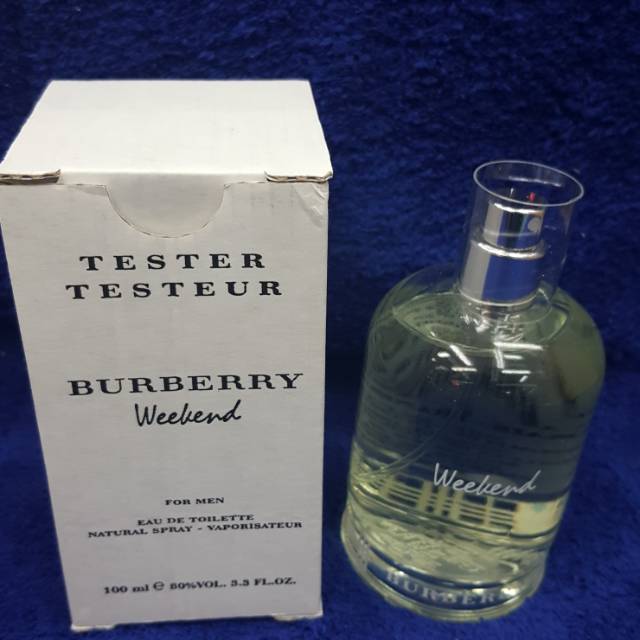 TESTER
TESTEUR
BURBERRY
Weekend
FOR MEN
EAU DE TOILETTE
NATURAL SPRAY - VAPORISATEUR
100 ml ℮ 80%VOL. 3.3 FL.OZ.
Weekend
BURBERRY